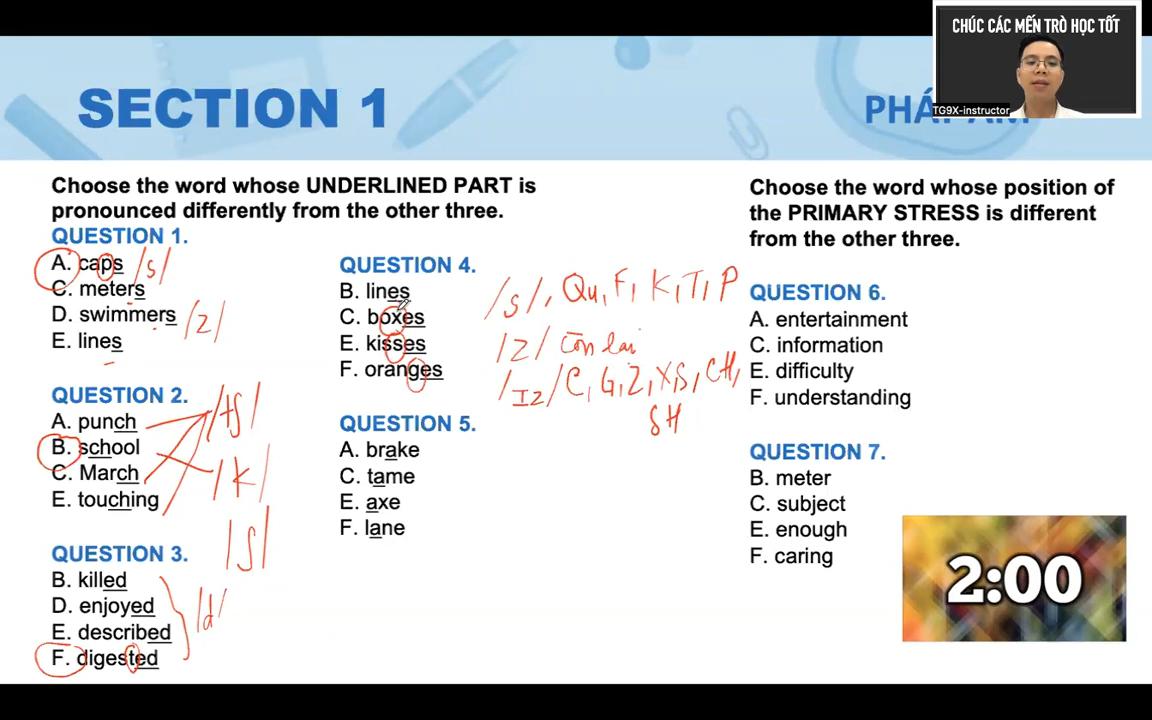 CHÚC CÁC MẾN TRÒ HỌC TỐT
TG9X-instructor
SECTION 1
Choose the word whose UNDERLINED PART is
pronounced differently from the other three.
QUESTION 1.
A. caps /s/
C. meters
D. swimmers /z/
E. lines
QUESTION 2.
A. punch /tʃ/
B. school
C. March /k/
E. touching
/ʃ/
QUESTION 3.
B. killed
D. enjoyed /d/
E. described
F. digested
QUESTION 4.
B. lines
C. boxes
E. kisses
F. oranges
/s/, Qu, F, K, T, P
/z/ còn lại
/Iz/ C, G, Z, X, S, CH,
SH
QUESTION 5.
A. brake
C. tame
E. axe
F. lane
Choose the word whose position of
the PRIMARY STRESS is different
from the other three.
QUESTION 6.
A. entertainment
C. information
E. difficulty
F. understanding
QUESTION 7.
B. meter
C. subject
E. enough
F. caring
2:00